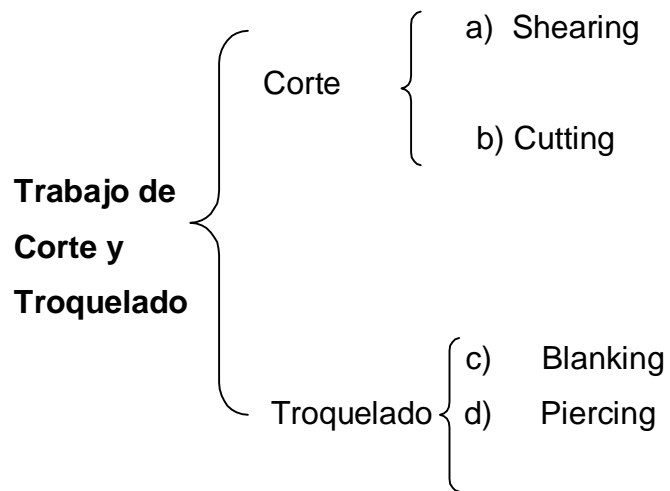 Trabajo de
Corte y
Troquelado
Corte
a) Shearing
b) Cutting
Troquelado
c) Blanking
d) Piercing